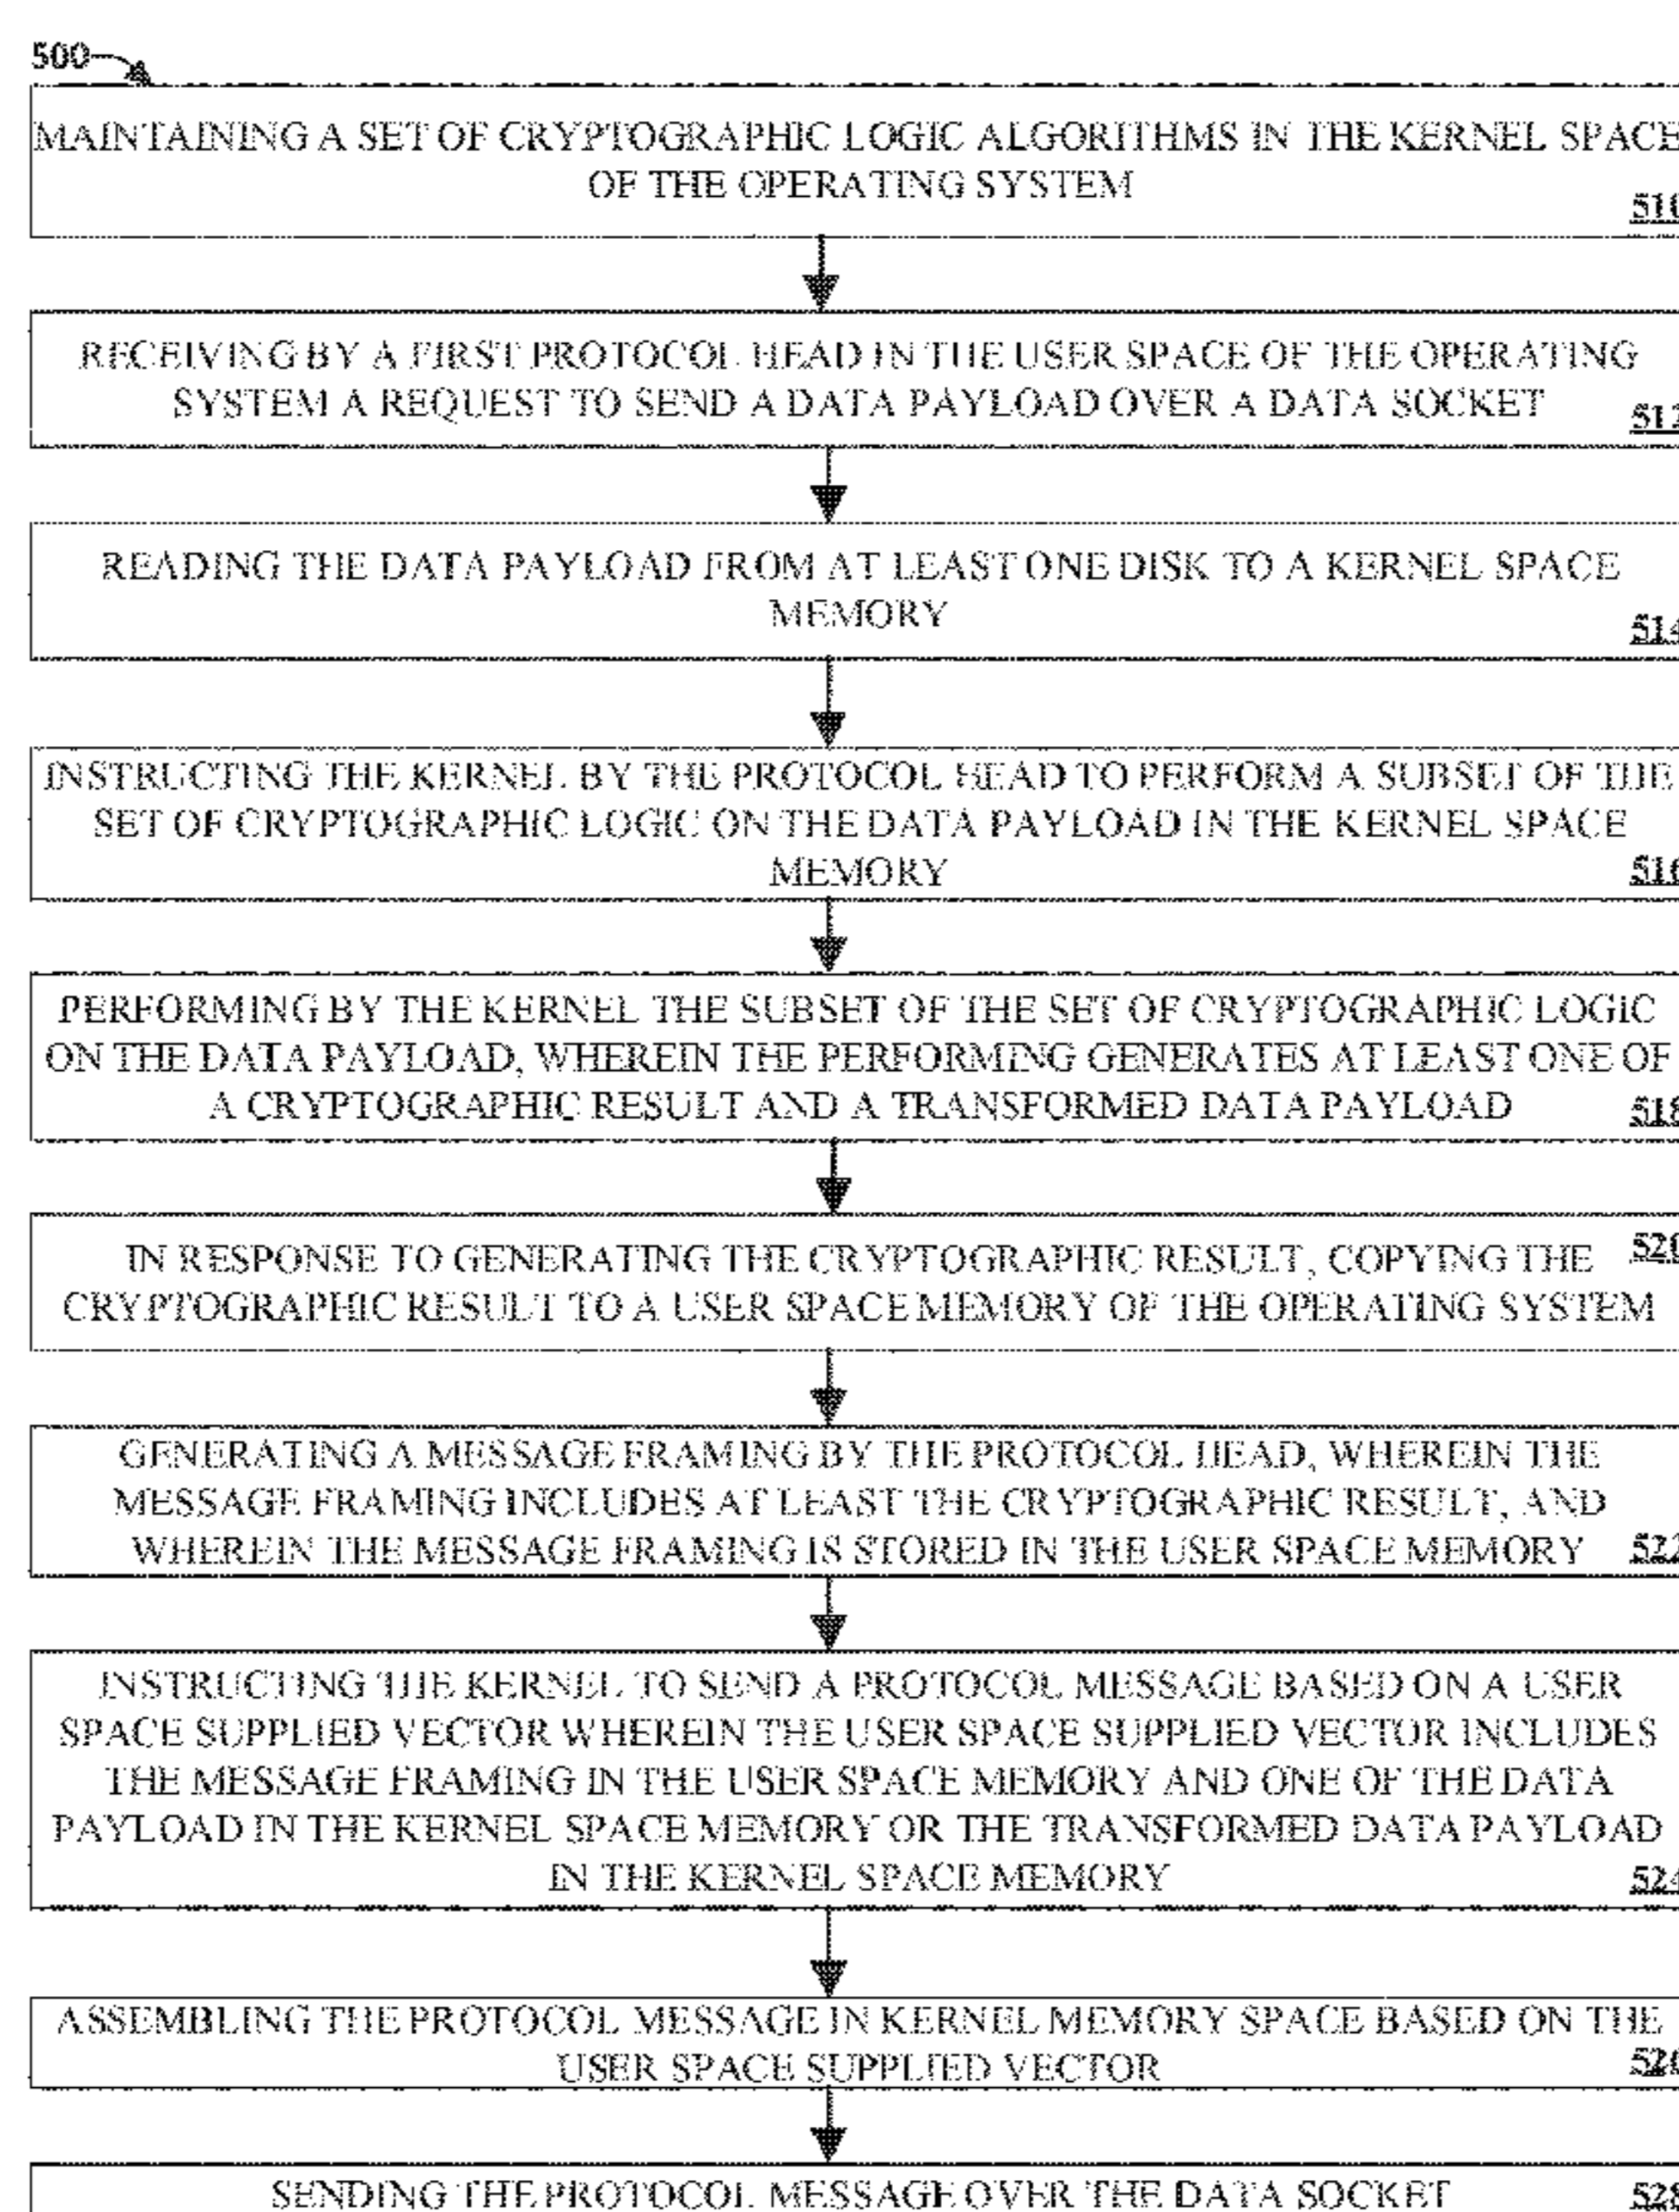 500
MAINTAINING A SET OF CRYPTOGRAPHIC LOGIC ALGORITHMS IN THE KERNEL SPACE
OF THE OPERATING SYSTEM
510
RECEIVING BY A FIRST PROTOCOL HEAD IN THE USER SPACE OF THE OPERATING
SYSTEM A REQUEST TO SEND A DATA PAYLOAD OVER A DATA SOCKET
512
READING THE DATA PAYLOAD FROM AT LEAST ONE DISK TO A KERNEL SPACE
MEMORY
514
INSTRUCTING THE KERNEL BY THE PROTOCOL HEAD TO PERFORM A SUBSET OF THE
SET OF CRYPTOGRAPHIC LOGIC ON THE DATA PAYLOAD IN THE KERNEL SPACE
MEMORY
516
PERFORMING BY THE KERNEL THE SUBSET OF THE SET OF CRYPTOGRAPHIC LOGIC
ON THE DATA PAYLOAD, WHEREIN THE PERFORMING GENERATES AT LEAST ONE OF
A CRYPTOGRAPHIC RESULT AND A TRANSFORMED DATA PAYLOAD
518
520
IN RESPONSE TO GENERATING THE CRYPTOGRAPHIC RESULT, COPYING THE
CRYPTOGRAPHIC RESULT TO A USER SPACE MEMORY OF THE OPERATING SYSTEM
GENERATING A MESSAGE FRAMING BY THE PROTOCOL HEAD, WHEREIN THE
MESSAGE FRAMING INCLUDES AT LEAST THE CRYPTOGRAPHIC RESULT, AND
WHEREIN THE MESSAGE FRAMING IS STORED IN THE USER SPACE MEMORY
522
INSTRUCTING THE KERNEL TO SEND A PROTOCOL MESSAGE BASED ON A USER
SPACE SUPPLIED VECTOR WHEREIN THE USER SPACE SUPPLIED VECTOR INCLUDES
THE MESSAGE FRAMING IN THE USER SPACE MEMORY AND ONE OF THE DATA
PAYLOAD IN THE KERNEL SPACE MEMORY OR THE TRANSFORMED DATA PAYLOAD
IN THE KERNEL SPACE MEMORY
524
ASSEMBLING THE PROTOCOL MESSAGE IN KERNEL MEMORY SPACE BASED ON THE
USER SPACE SUPPLIED VECTOR
526
SENDING THE PROTOCOL MESSAGE OVER THE DATA SOCKET
528